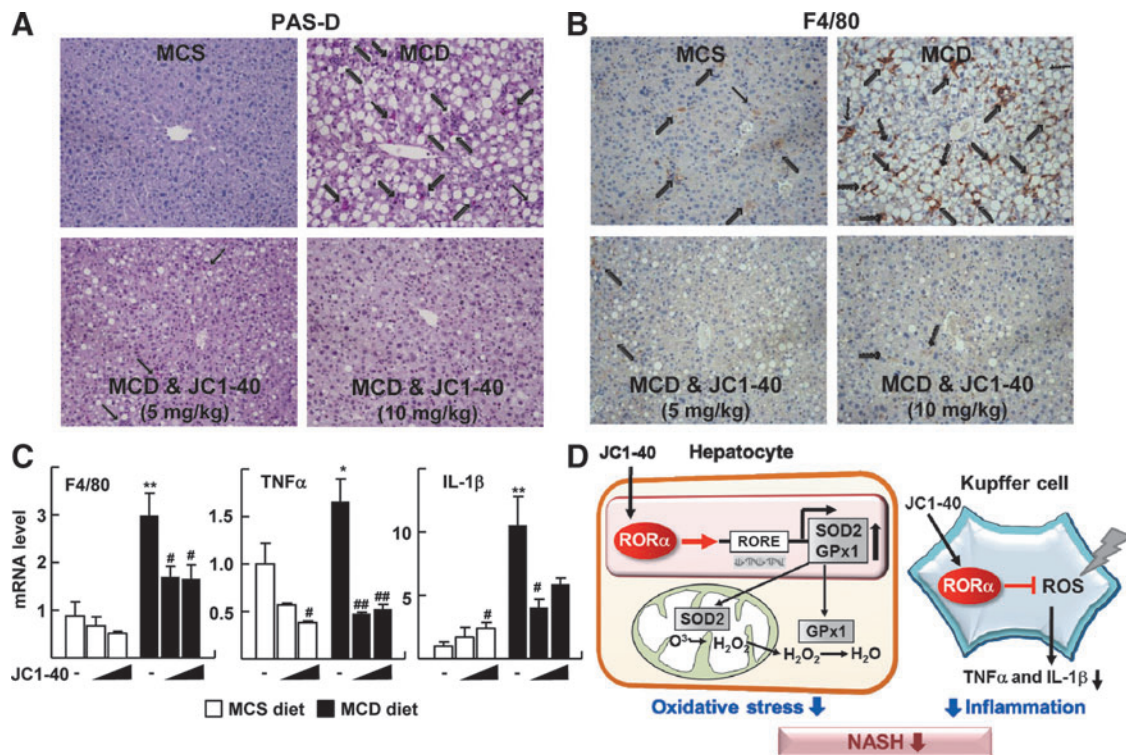 A
PAS-D
MCS
MCD
MCD & JC1-40
(5 mg/kg)
MCD & JC1-40
(10 mg/kg)
B
F4/80
MCS
MCD
MCD & JC1-40
(5 mg/kg)
MCD & JC1-40
(10 mg/kg)
C
mRNA level
F4/80
3
2
1
**
#
#
TNFα
1.5
1.0
0.5
#
*
##
##
IL-1β
10
5
#
**
#
JC1-40
-
-
-
-
-
-
MCS diet
MCD diet
D
JC1-40
Hepatocyte
RORα
RORE
SOD2
GPx1
SOD2
O³• H₂O₂
GPx1
H₂O₂ H₂O
Oxidative stress
Kupffer cell
JC1-40
RORα
ROS
TNFα and IL-1β
Inflammation
NASH